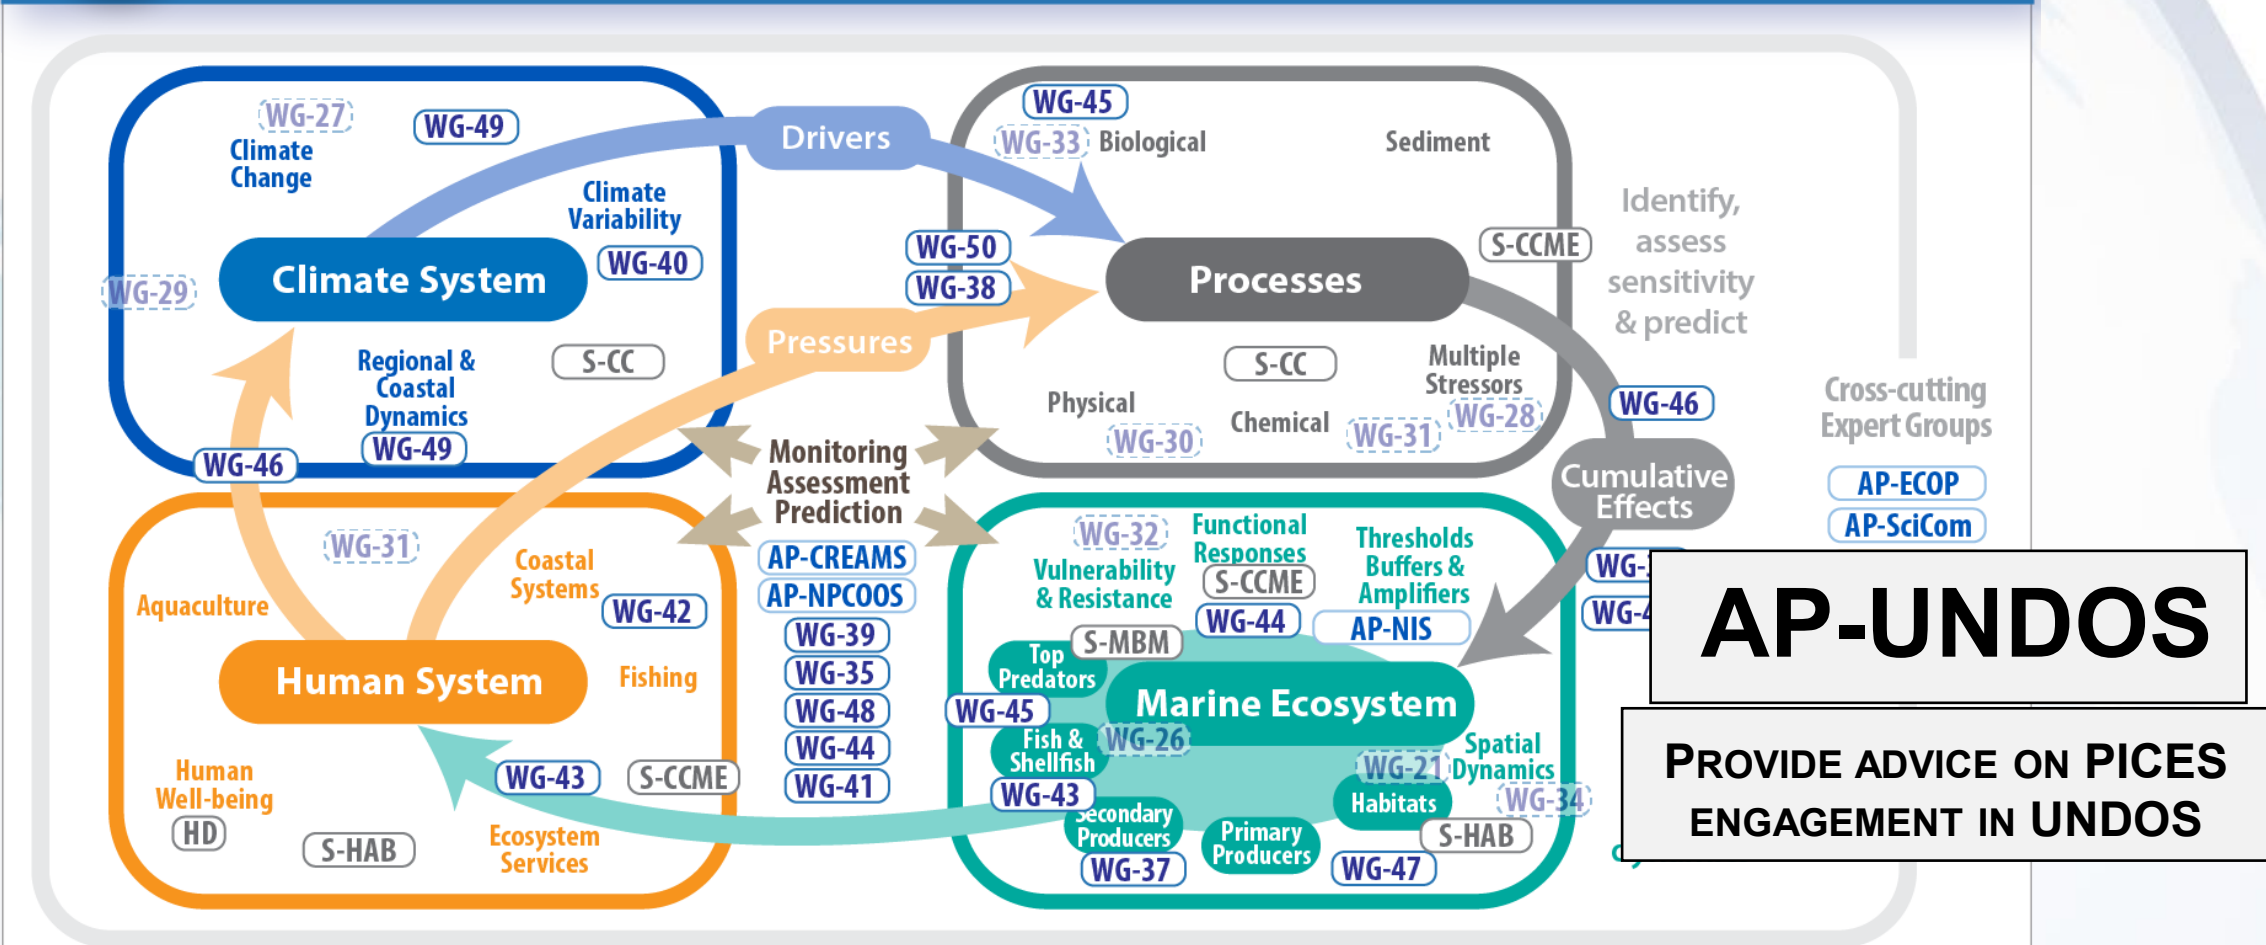 WG-27
Climate
Change
WG-49
Climate
Variability
WG-40
Climate System
WG-29
Regional &
Coastal
Dynamics
WG-49
S-CC
WG-46
Drivers
Pressures
WG-45
WG-33
Biological
Sediment
WG-50
WG-38
Processes
S-CCME
S-CC
Multiple
Stressors
WG-28
Physical
WG-30
Chemical
WG-31
Identify,
assess
sensitivity
& predict
WG-46
Cumulative
Effects
Cross-cutting
Expert Groups
AP-ECOP
AP-SciCom
Monitoring
Assessment
Prediction
AP-CREAMS
AP-NPCOOS
WG-39
WG-35
WG-48
WG-44
WG-41
WG-31
Coastal
Systems
WG-42
Aquaculture
Human System
Fishing
Human
Well-being
HD
S-HAB
WG-43
S-CCME
Ecosystem
Services
WG-32
Vulnerability
& Resistance
Functional
Responses
S-CCME
WG-44
Thresholds
Buffers &
Amplifiers
AP-NIS
S-MBM
Top
Predators
Marine Ecosystem
WG-45
Fish &
Shellfish
WG-26
WG-43
Secondary
Producers
WG-37
Primary
Producers
WG-21
Habitats
Spatial
Dynamics
WG-34
S-HAB
WG-47
AP-UNDOS
PROVIDE ADVICE ON PICES
ENGAGEMENT IN UNDOS